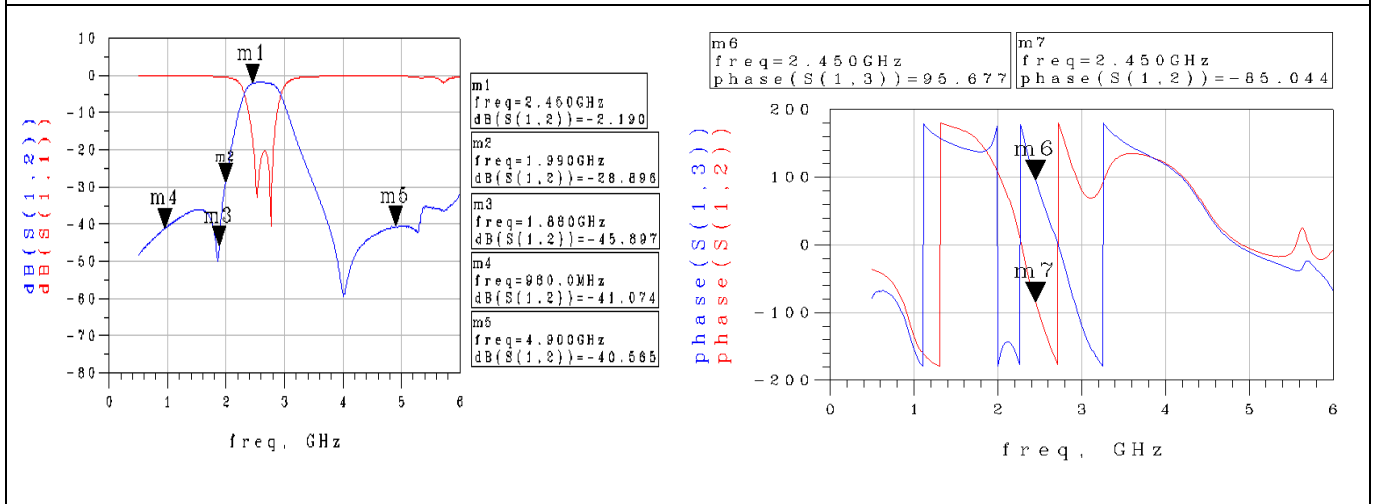 10
0
-10
-20
-30
-40
-50
-60
-70
-80
0 1 2 3 4 5 6
freq, GHz
dB(S(1,2))
dB(S(1,1))
m1
m2
m3
m4
m5
m1
freq=2.450GHz
dB(S(1,2))=-2.190
m2
freq=1.990GHz
dB(S(1,2))=-28.896
m3
freq=1.880GHz
dB(S(1,2))=-45.897
m4
freq=960.0MHz
dB(S(1,2))=-41.074
m5
freq=4.900GHz
dB(S(1,2))=-40.565
m6
freq=2.450GHz
phase(S(1,3))=95.677
m7
freq=2.450GHz
phase(S(1,2))=-85.044
200
100
0
-100
-200
0 1 2 3 4 5 6
freq, GHz
phase(S(1,3))
phase(S(1,2))
m6
m7